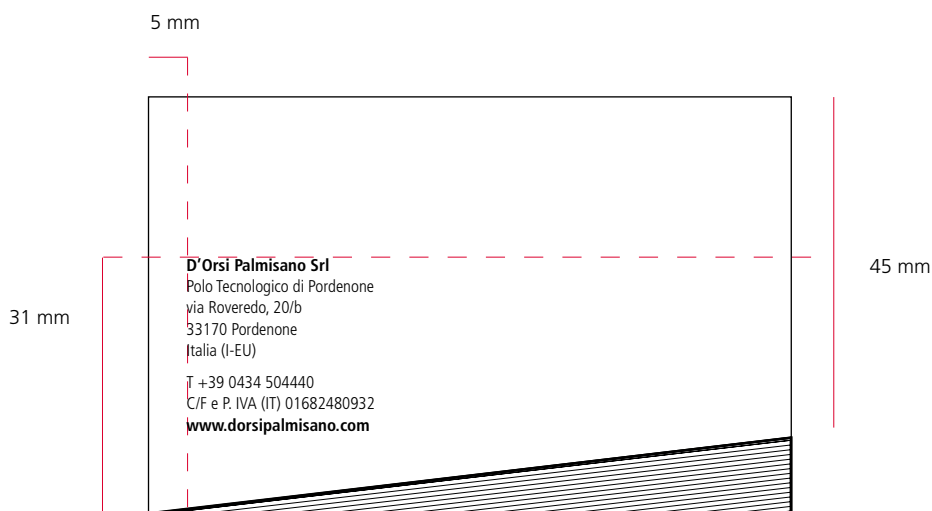 5 mm
D’Orsi Palmisano Srl
45 mm
Polo Tecnologico di Pordenone
via Roveredo, 20/b
31 mm
33170 Pordenone
Italia (I-EU)
T +39 0434 504440
C/F e P. IVA (IT) 01682480932
www.dorsipalmisano.com